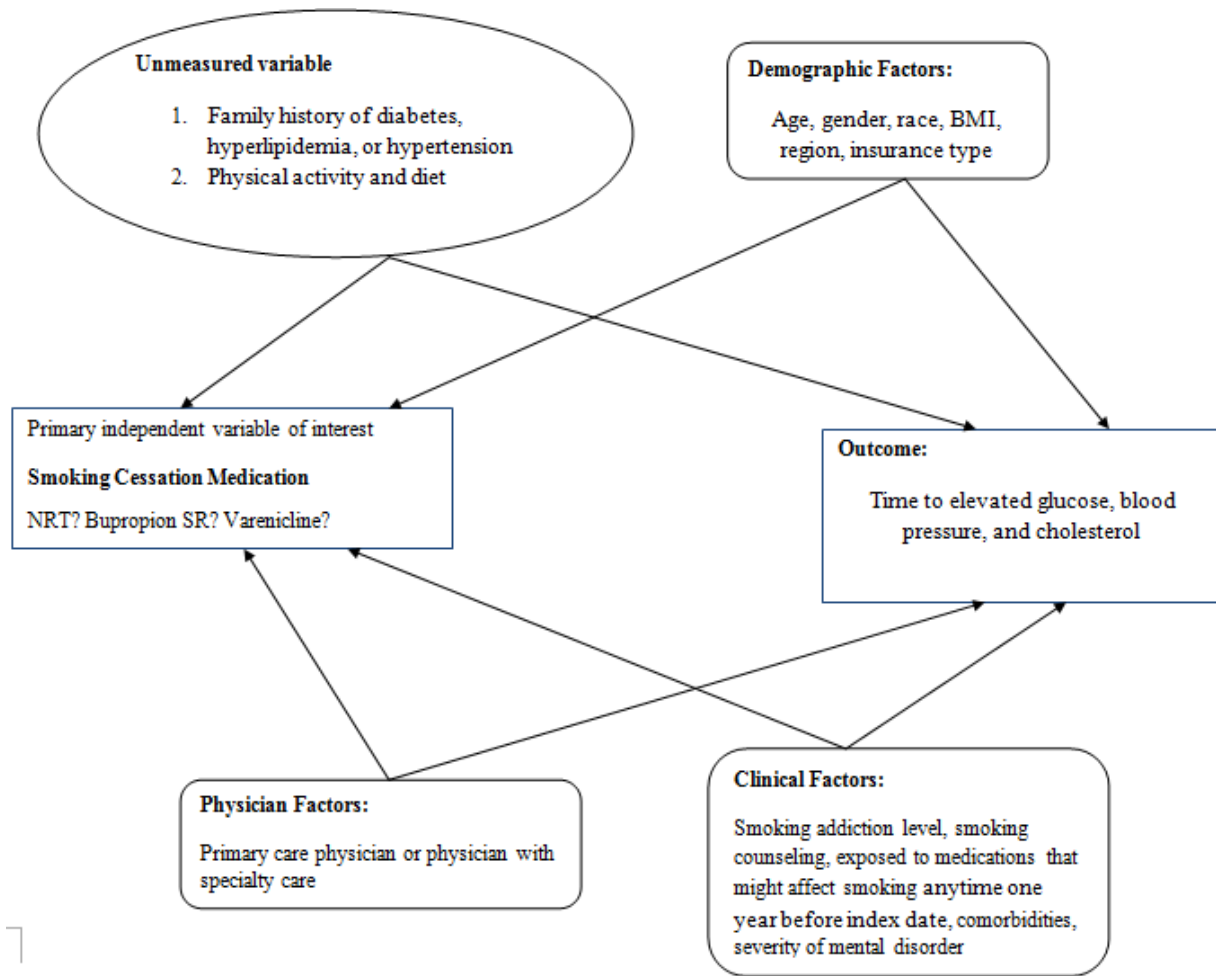 Unmeasured variable
1. Family history of diabetes,
hyperlipidemia, or hypertension
2. Physical activity and diet
Demographic Factors:
Age, gender, race, BMI,
region, insurance type
Primary independent variable of interest
Smoking Cessation Medication
NRT? Bupropion SR? Varenicline?
Outcome:
Time to elevated glucose, blood
pressure, and cholesterol
Physician Factors:
Primary care physician or physician with
specialty care
Clinical Factors:
Smoking addiction level, smoking
counseling, exposed to medications that
might affect smoking anytime one
year before index date, comorbidities,
severity of mental disorder